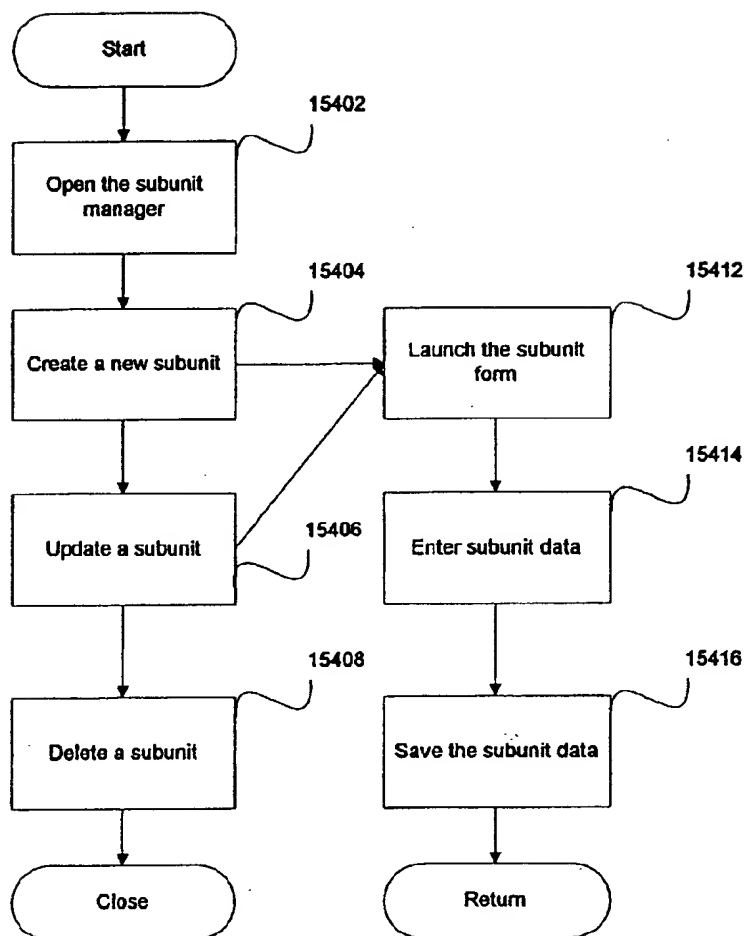 Start
15402
Open the subunit
manager
15404
Create a new subunit
15412
Launch the subunit
form
15406
Update a subunit
15414
Enter subunit data
15408
Delete a subunit
15416
Save the subunit data
Close
Return